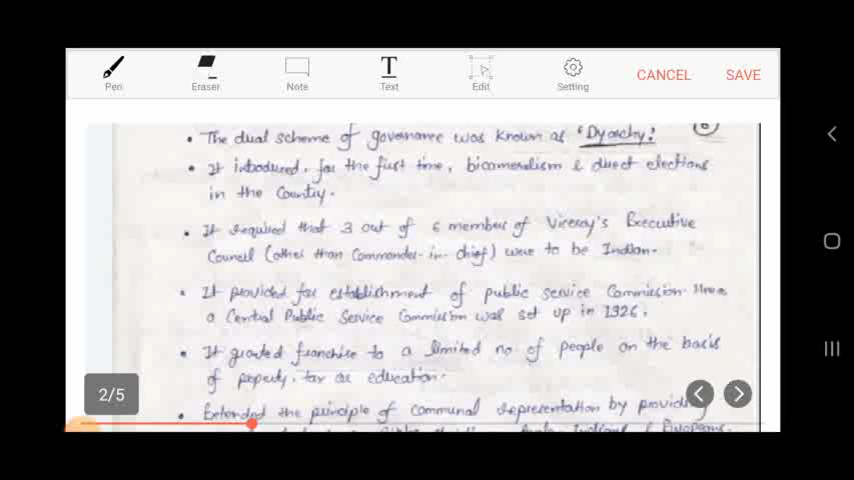 Pen
Eraser
Note
Text
Edit
Setting
CANCEL
SAVE
6
• The dual scheme of governance was known as 'Dyarchy'.
• It introduced, for the first time, bicameralism & direct elections
in the Country.
• It required that 3 out of 6 members of Viceroy's Executive
Council (other than Commander-in-chief) were to be Indian.
• It provided for establishment of public service Commission.
a Central Public Service Commission was set up in 1926.
• It granted franchise to a limited no of people on the basis
of property, tax or education.
• Extended the principle of communal representation by providing
Indians & Europeans.
2/5